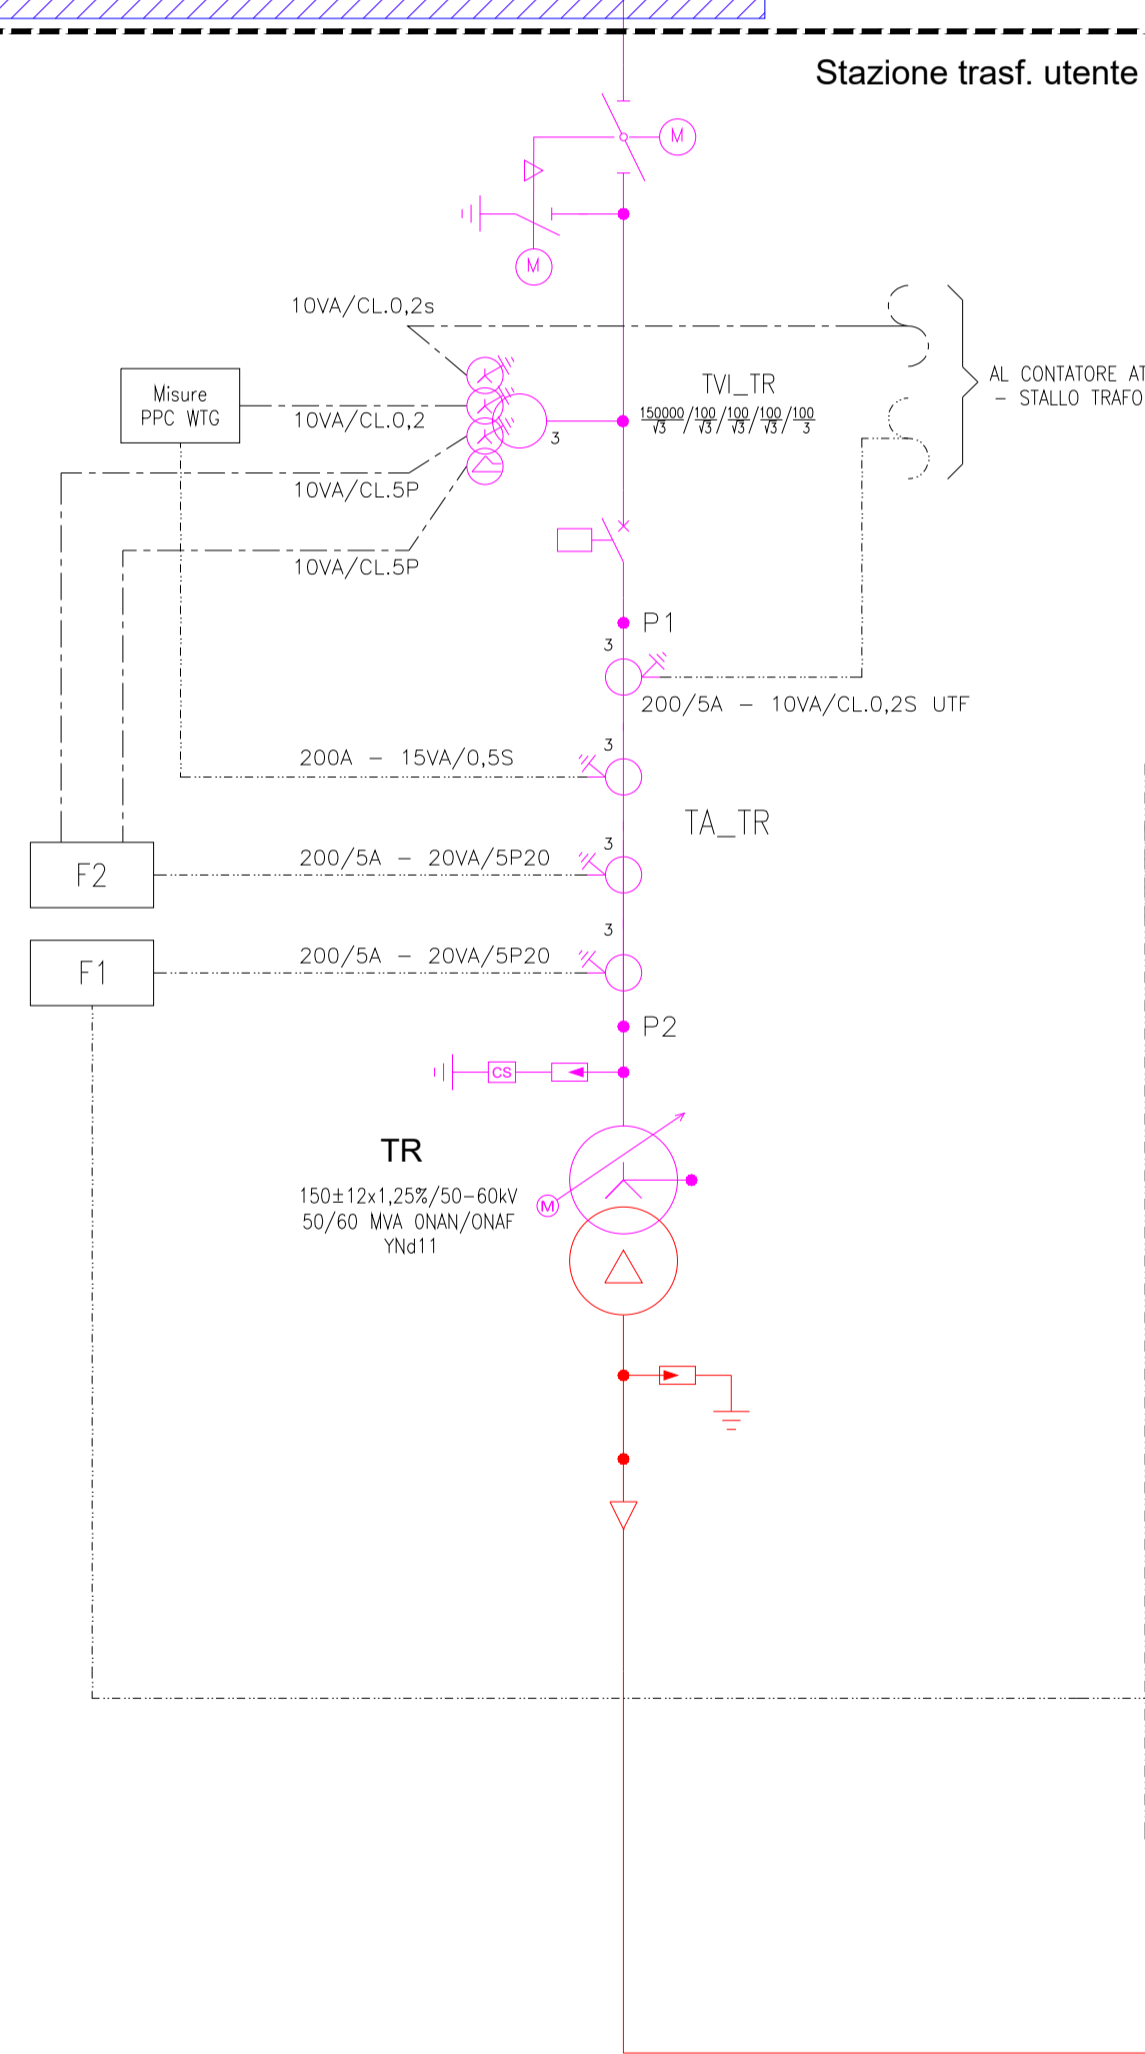 Stazione trasf. utente
M
M
10VA/CL.0,2s
Misure
PPC WTG
10VA/CL.0,2
3
TVI_TR
150000/√3 / 100/√3 / 100/√3 / 100/√3 / 100/3
AL CONTATORE AT
- STALLO TRAFO
10VA/CL.5P
10VA/CL.5P
P1
3
200/5A - 10VA/CL.0,2S UTF
200A - 15VA/0,5S
3
TA_TR
F2
200/5A - 20VA/5P20
3
F1
200/5A - 20VA/5P20
3
P2
CS
TR
150±12x1,25%/50-60kV
50/60 MVA ONAN/ONAF
YNd11
M